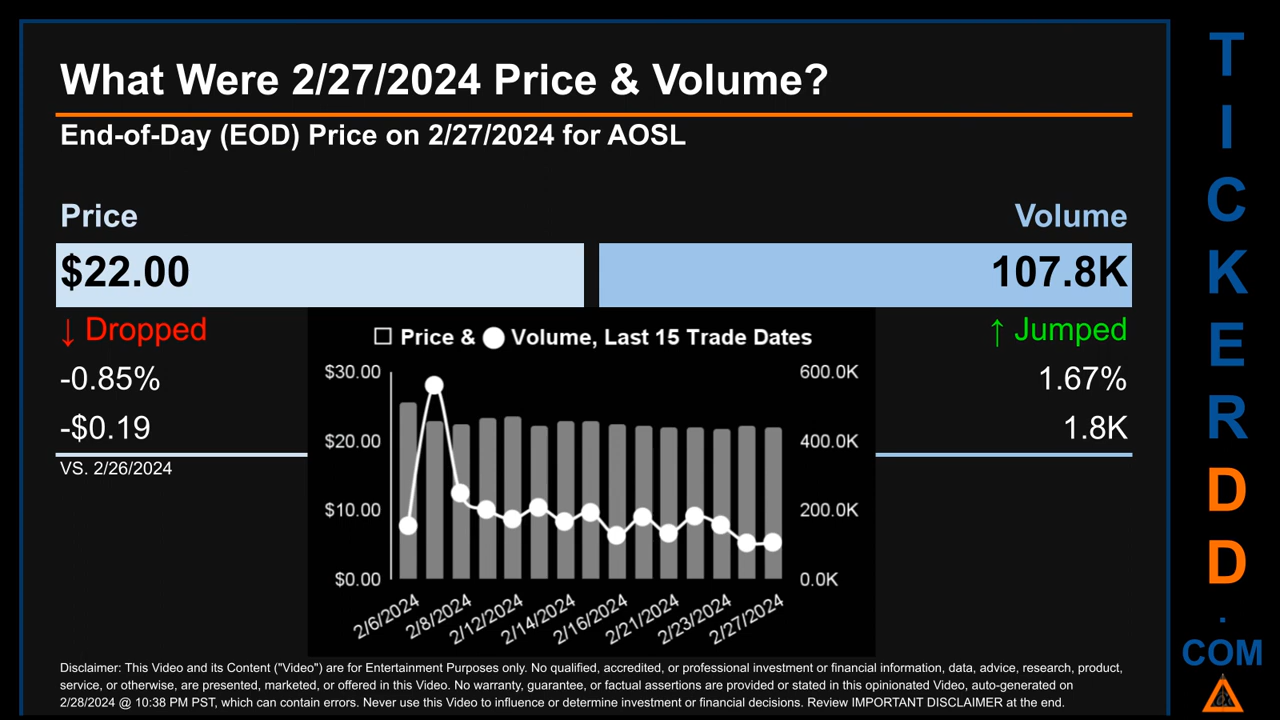 What Were 2/27/2024 Price & Volume?
End-of-Day (EOD) Price on 2/27/2024 for AOSL
Price
Volume
$22.00
107.8K
↓ Dropped
↑ Jumped
-0.85%
1.67%
-$0.19
1.8K
VS. 2/26/2024
Price & Volume, Last 15 Trade Dates
$30.00
600.0K
$20.00
400.0K
$10.00
200.0K
$0.00
0.0K
2/6/2024
2/8/2024
2/12/2024
2/14/2024
2/16/2024
2/21/2024
2/23/2024
2/27/2024
Disclaimer: This Video and its Content ("Video") are for Entertainment Purposes only. No qualified, accredited, or professional investment or financial information, data, advice, research, product,
service, or otherwise, are presented, marketed, or offered in this Video. No warranty, guarantee, or factual assertions are provided or stated in this opinionated Video, auto-generated on
2/28/2024 @ 10:38 PM PST, which can contain errors. Never use this Video to influence or determine investment or financial decisions. Review IMPORTANT DISCLAIMER at the end.
T
I
C
K
E
R
D
D
.
COM